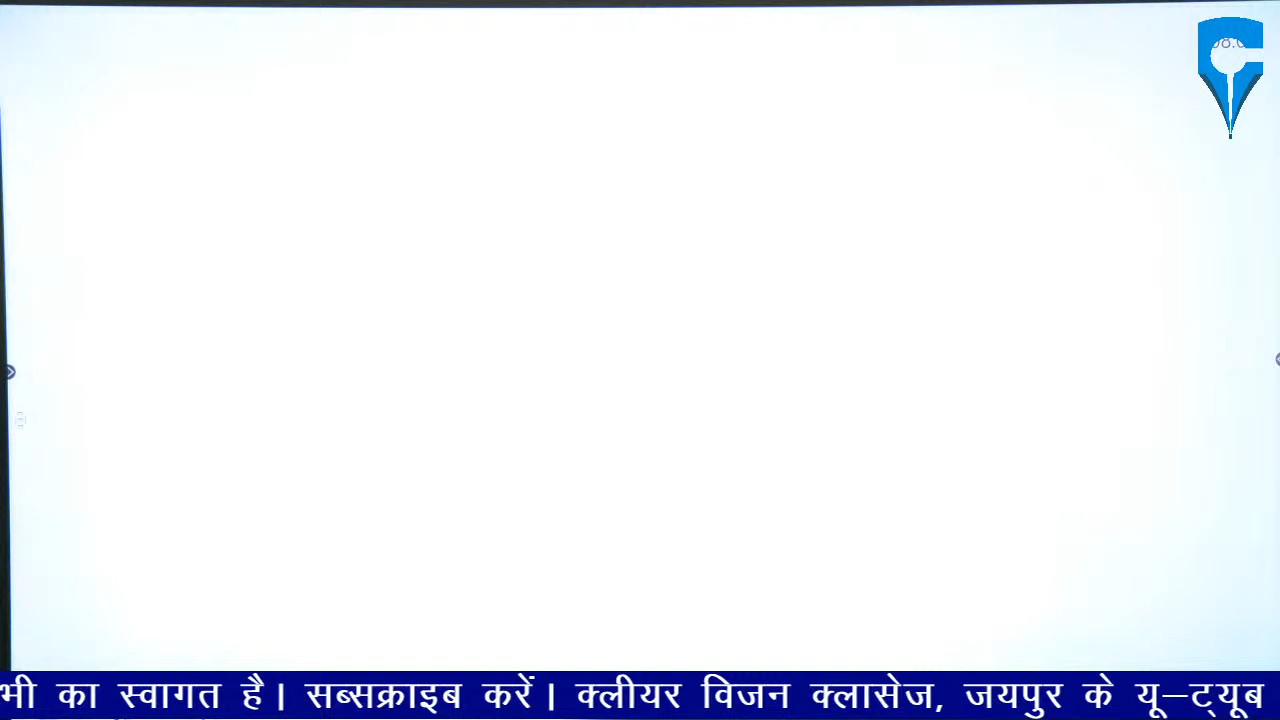 भी का स्वागत है। सब्सक्राइब करें। क्लीयर विजन क्लासेज, जयपुर के यू–ट्यूब